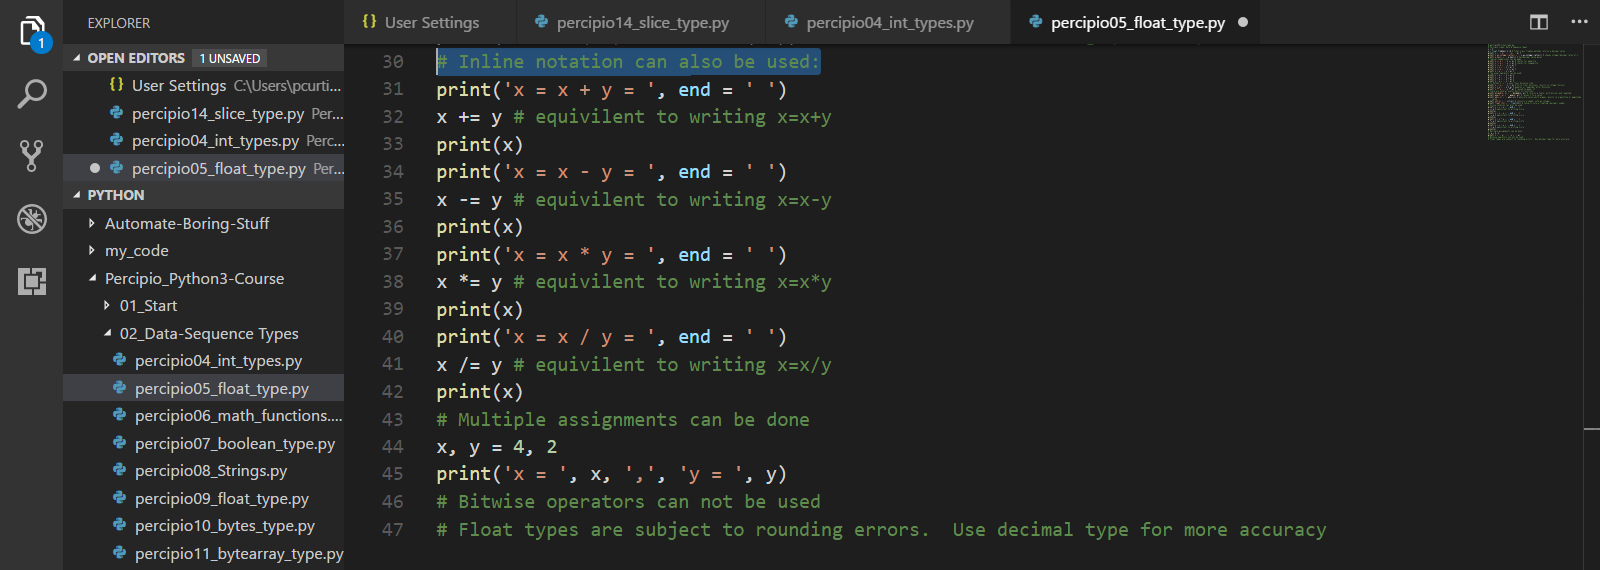 EXPLORER
User Settings
percipio14_slice_type.py
percipio04_int_types.py
percipio05_float_type.py
1
OPEN EDITORS 1 UNSAVED
User Settings C:\Users\pcurti...
percipio14_slice_type.py Per...
percipio04_int_types.py Perc...
percipio05_float_type.py Per...
PYTHON
Automate-Boring-Stuff
my_code
Percipio_Python3-Course
01_Start
02_Data-Sequence Types
percipio04_int_types.py
percipio05_float_type.py
percipio06_math_functions....
percipio07_boolean_type.py
percipio08_Strings.py
percipio09_float_type.py
percipio10_bytes_type.py
percipio11_bytearray_type.py
30 # Inline notation can also be used:
31 print('x = x + y = ', end = ' ')
32 x += y # equivilent to writing x=x+y
33 print(x)
34 print('x = x - y = ', end = ' ')
35 x -= y # equivilent to writing x=x-y
36 print(x)
37 print('x = x * y = ', end = ' ')
38 x *= y # equivilent to writing x=x*y
39 print(x)
40 print('x = x / y = ', end = ' ')
41 x /= y # equivilent to writing x=x/y
42 print(x)
43 # Multiple assignments can be done
44 x, y = 4, 2
45 print('x = ', x, ',', 'y = ', y)
46 # Bitwise operators can not be used
47 # Float types are subject to rounding errors.  Use decimal type for more accuracy